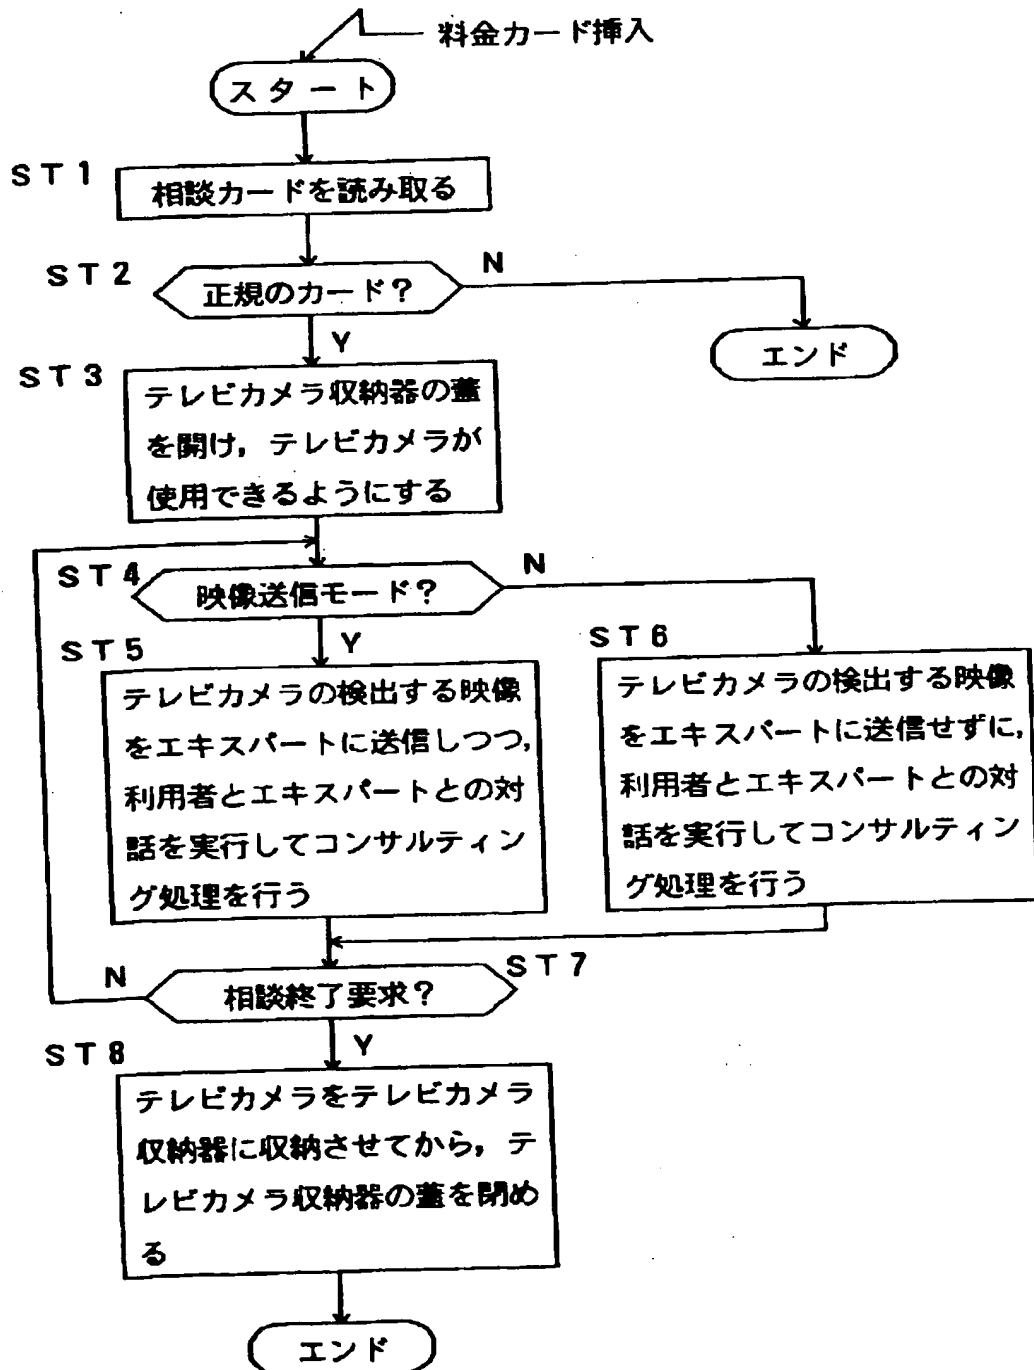 料金カード挿入
スタート
ST1
相談カードを読み取る
ST2
正規のカード?
N
Y
エンド
ST3
テレビカメラ収納器の蓋
を開け,テレビカメラが
使用できるようにする
ST4
映像送信モード?
N
Y
ST5
テレビカメラの検出する映像
をエキスパートに送信しつつ,
利用者とエキスパートとの対
話を実行してコンサルティン
グ処理を行う
ST6
テレビカメラの検出する映像
をエキスパートに送信せずに,
利用者とエキスパートとの対
話を実行してコンサルティン
グ処理を行う
ST7
相談終了要求?
N
Y
ST8
テレビカメラをテレビカメラ
収納器に収納させてから,テ
レビカメラ収納器の蓋を閉め
る
エンド